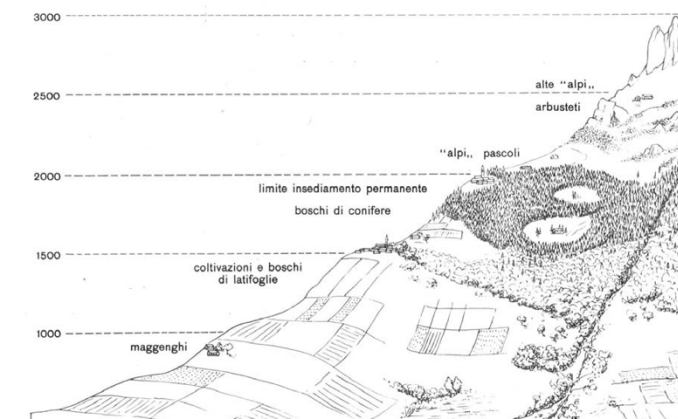 3000
alte "alpi„
2500
arbusteti
"alpi„ pascoli
2000
limite insediamento permanente
boschi di conifere
1500
coltivazioni e boschi
di latifoglie
1000
maggenghi